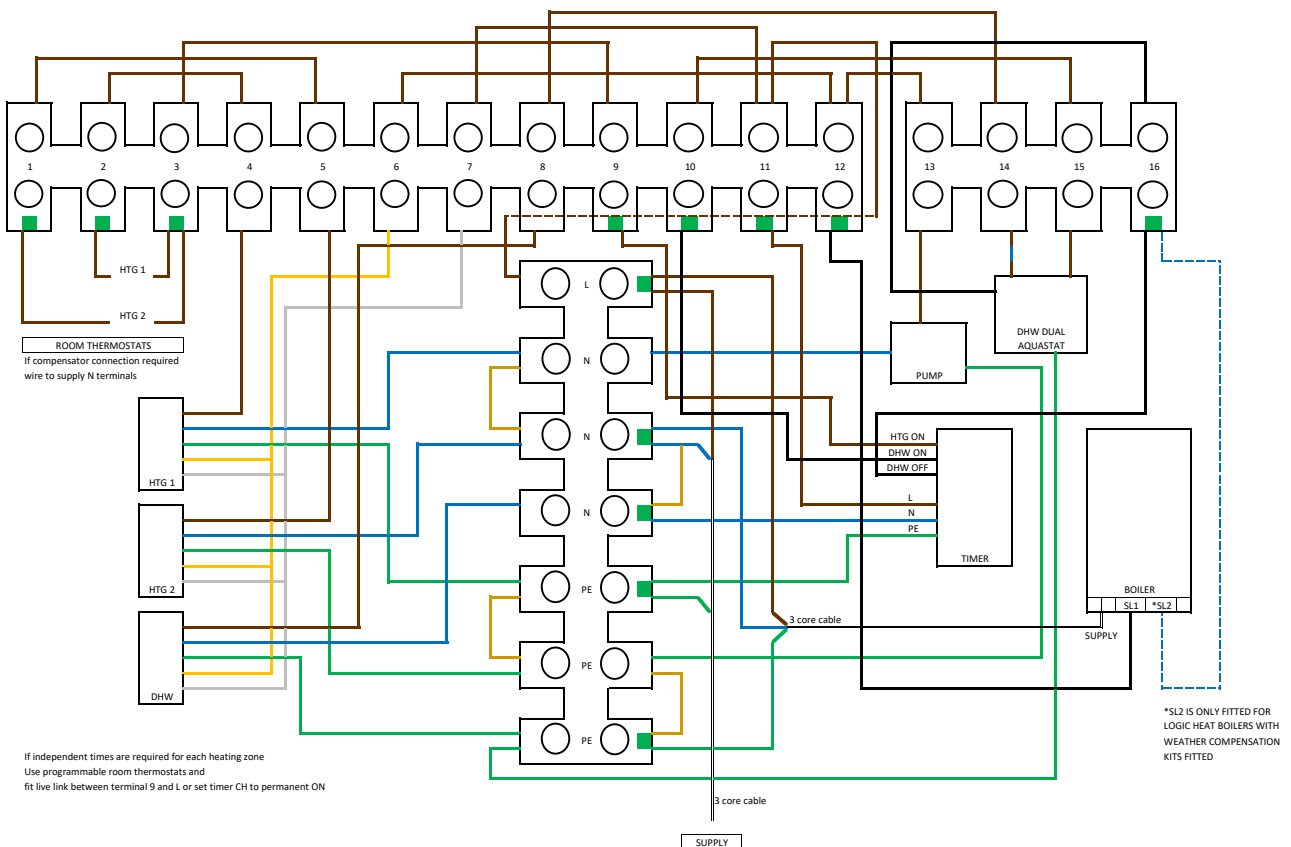 1 2 3 4 5 6 7 8 9 10 11 12 13 14 15 16
HTG 1
HTG 2
ROOM THERMOSTATS
If compensator connection required
wire to supply N terminals
L
N
N
N
PE
PE
PE
DHW DUAL
AQUASTAT
PUMP
HTG ON
DHW ON
DHW OFF
L
N
PE
TIMER
HTG 1
HTG 2
DHW
BOILER
SL1 *SL2
SUPPLY
3 core cable
*SL2 IS ONLY FITTED FOR
LOGIC HEAT BOILERS WITH
WEATHER COMPENSATION
KITS FITTED
If independent times are required for each heating zone
Use programmable room thermostats and
fit live link between terminal 9 and L or set timer CH to permanent ON
3 core cable
SUPPLY